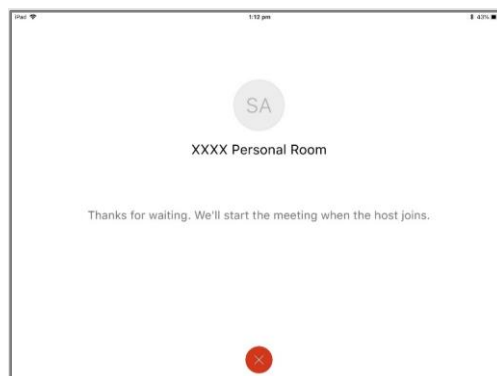 iPad 1:12 pm 43%
SA
XXXX Personal Room
Thanks for waiting. We'll start the meeting when the host joins.